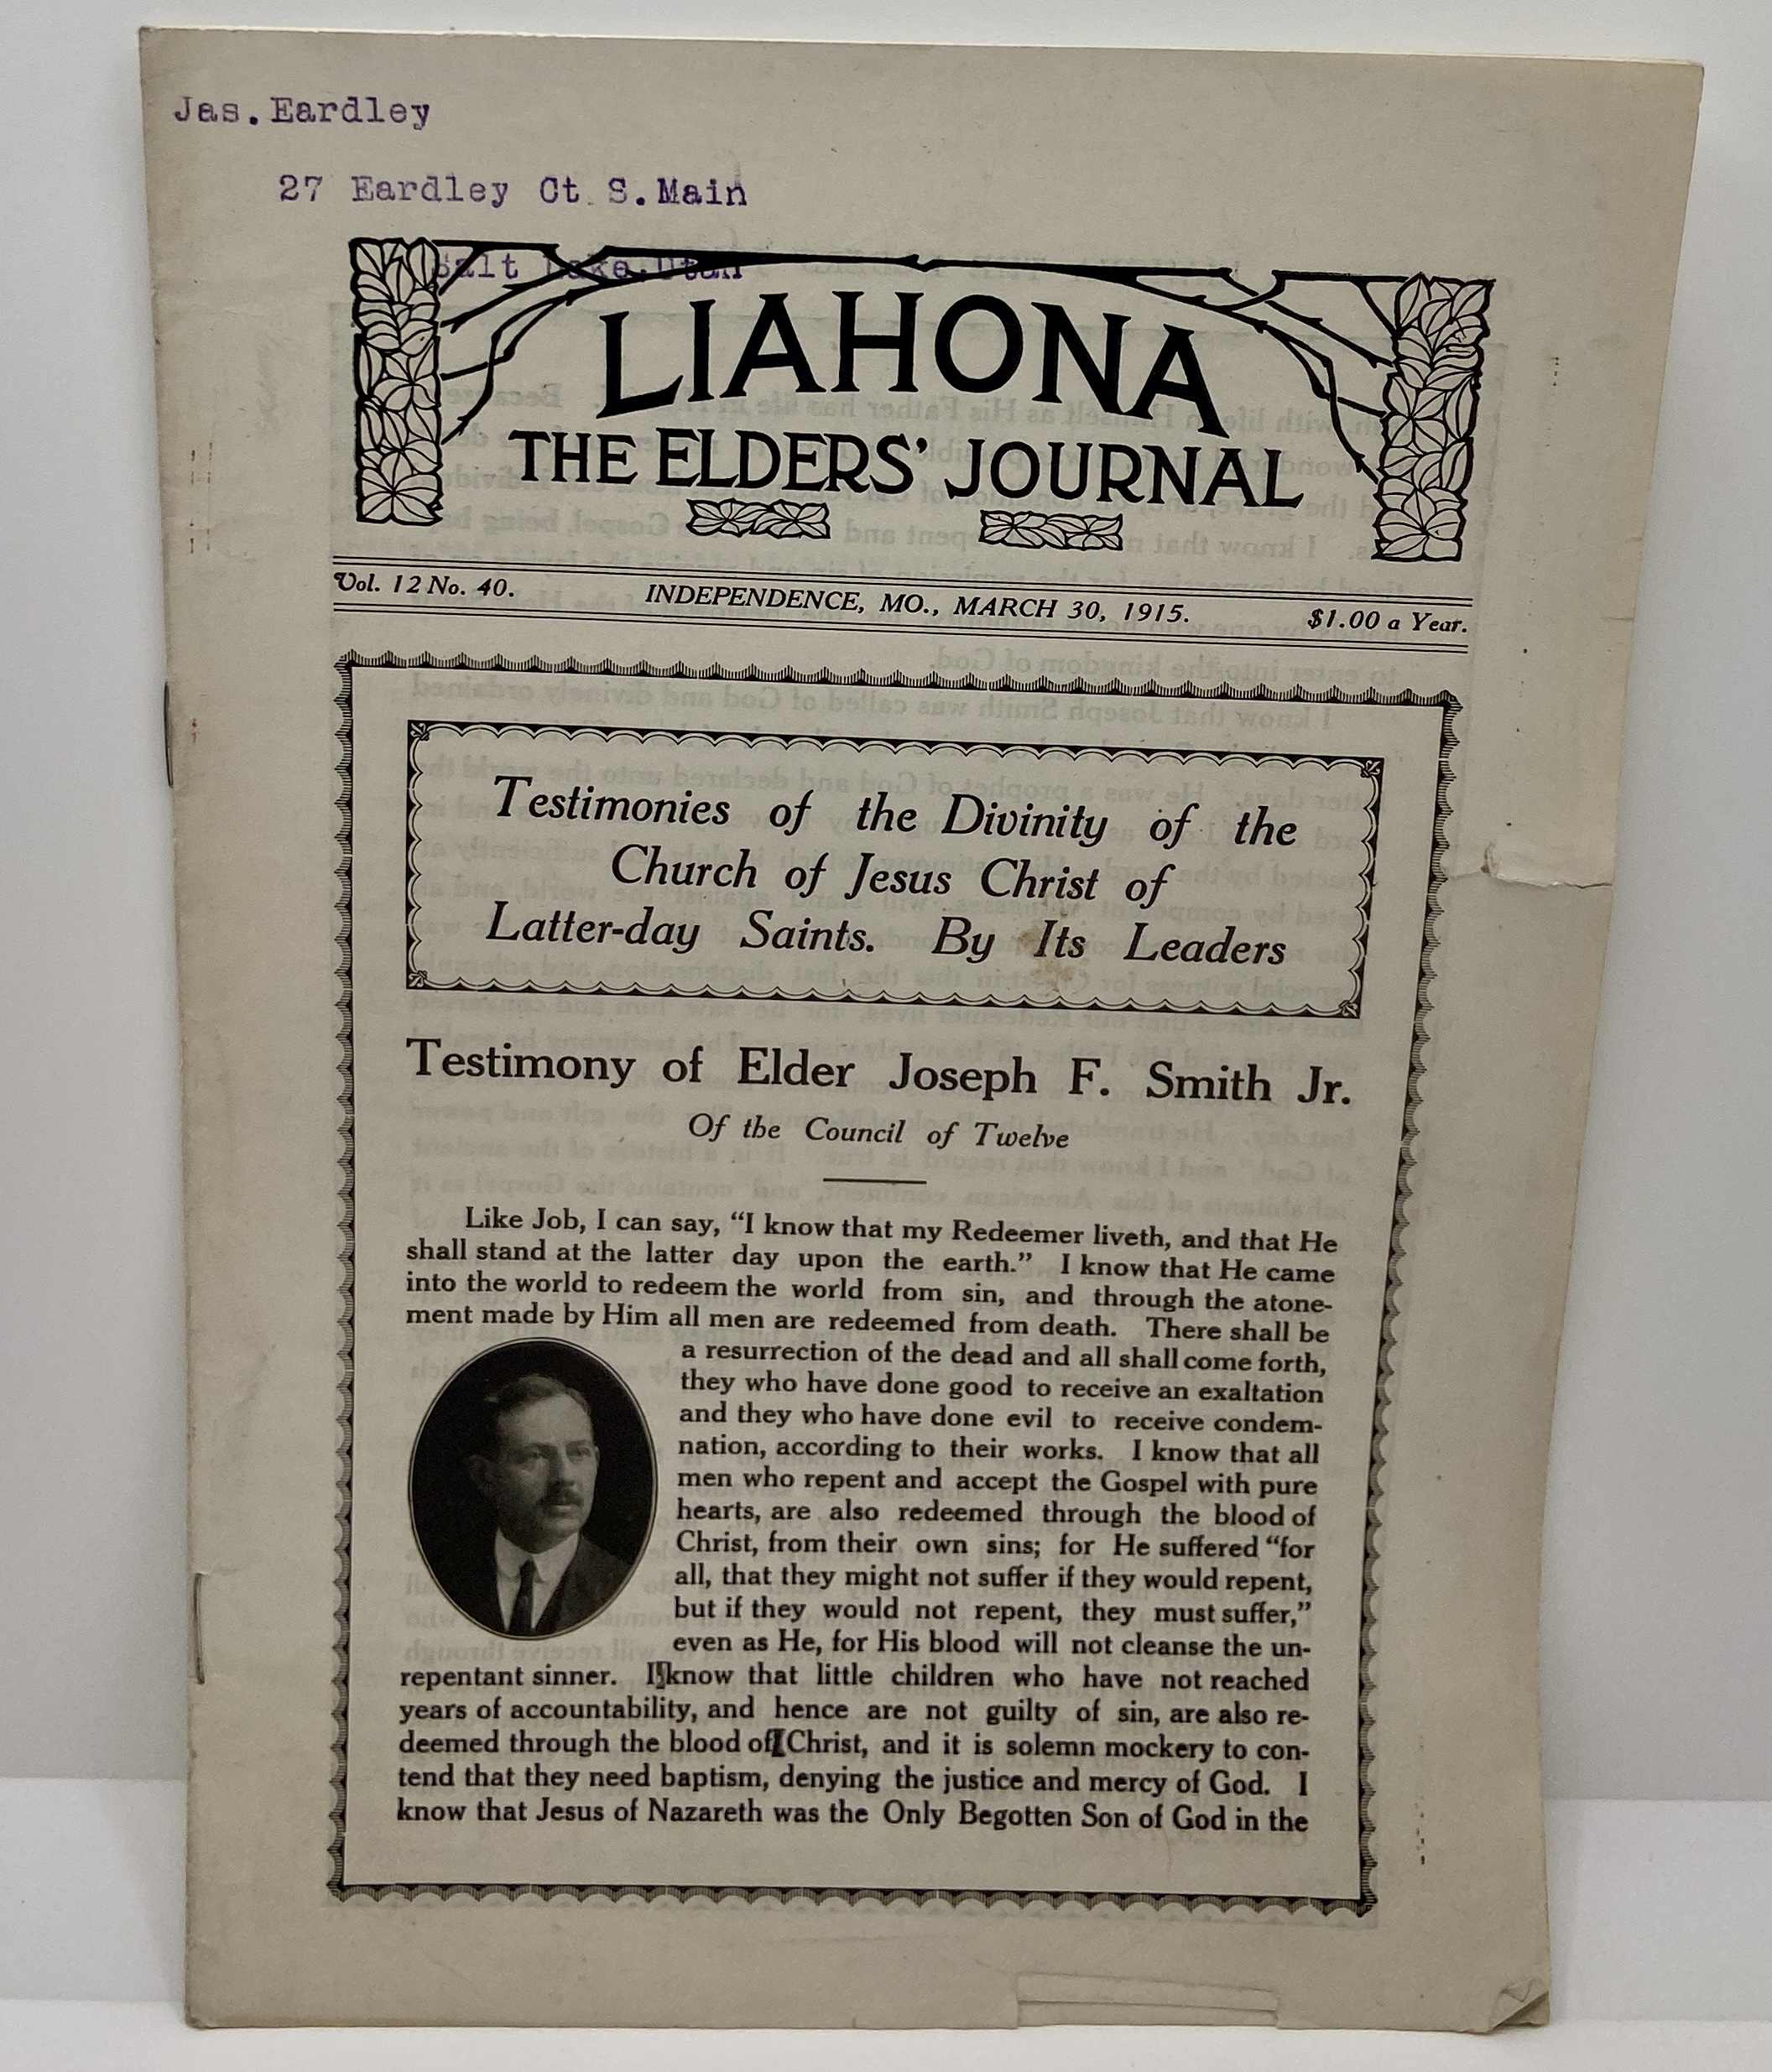 Jas. Eardley
27 Eardley Ct. S. Main
Salt Lake. Utah
LIAHONA
THE ELDERS' JOURNAL
Vol. 12 No. 40. INDEPENDENCE, MO., MARCH 30, 1915. $1.00 a Year.
Testimonies of the Divinity of the
Church of Jesus Christ of
Latter-day Saints. By Its Leaders
Testimony of Elder Joseph F. Smith Jr.
Of the Council of Twelve
Like Job, I can say, “I know that my Redeemer liveth, and that He
shall stand at the latter day upon the earth.” I know that He came
into the world to redeem the world from sin, and through the atone-
ment made by Him all men are redeemed from death. There shall be
a resurrection of the dead and all shall come forth,
they who have done good to receive an exaltation
and they who have done evil to receive condem-
nation, according to their works. I know that all
men who repent and accept the Gospel with pure
hearts, are also redeemed through the blood of
Christ, from their own sins; for He suffered “for
all, that they might not suffer if they would repent,
but if they would not repent, they must suffer,”
even as He, for His blood will not cleanse the un-
repentant sinner. I know that little children who have not reached
years of accountability, and hence are not guilty of sin, are also re-
deemed through the blood of Christ, and it is solemn mockery to con-
tend that they need baptism, denying the justice and mercy of God. I
know that Jesus of Nazareth was the Only Begotten Son of God in the